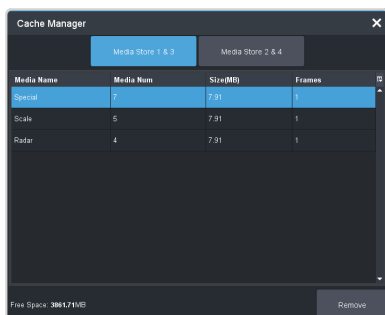 Cache Manager
Media Store 1 & 3 Media Store 2 & 4
Media Name Media Num Size(MB) Frames
Special 7 7.91 1
Scale 5 7.91 1
Radar 4 7.91 1
Free Space: 3861.71MB Remove